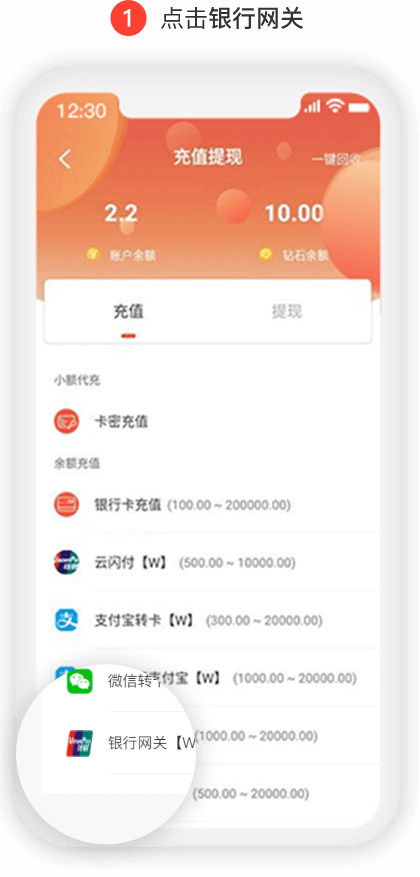 1 点击银行网关
12:30
充值提现
一键回收
2.2 10.00
账户余额 钻石余额
充值 提现
小额代充
卡密充值
余额充值
银行卡充值 (100.00 ~ 200000.00)
云闪付【W】 (500.00 ~ 10000.00)
支付宝转卡【W】 (300.00 ~ 20000.00)
支付宝【W】 (1000.00 ~ 20000.00)
微信转
银行网关【W (1000.00 ~ 20000.00)
(500.00 ~ 20000.00)